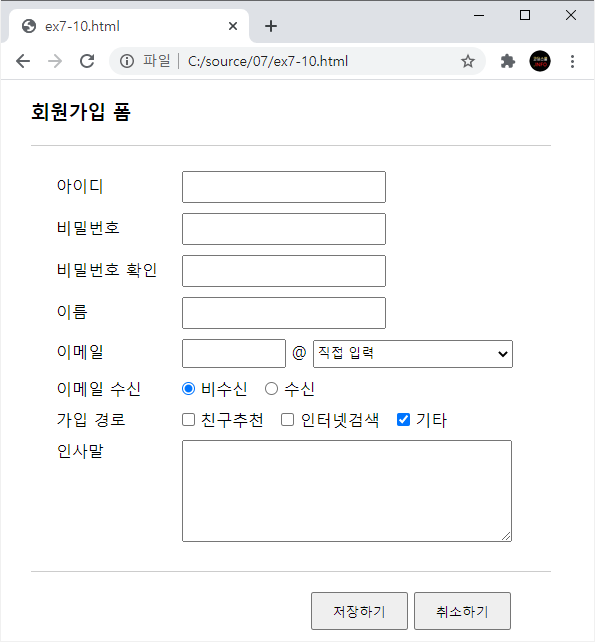 ex7-10.html
파일 | C:/source/07/ex7-10.html
회원가입 폼
아이디
비밀번호
비밀번호 확인
이름
이메일 @ 직접 입력
이메일 수신 비수신 수신
가입 경로 친구추천 인터넷검색 기타
인사말
저장하기 취소하기